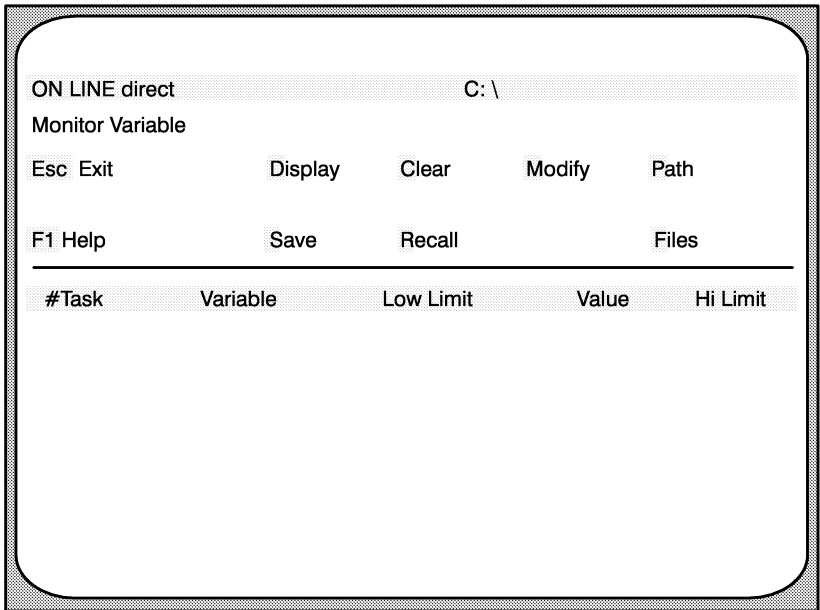 ON LINE direct C: \
Monitor Variable
Esc Exit Display Clear Modify Path
F1 Help Save Recall Files
#Task Variable Low Limit Value Hi Limit